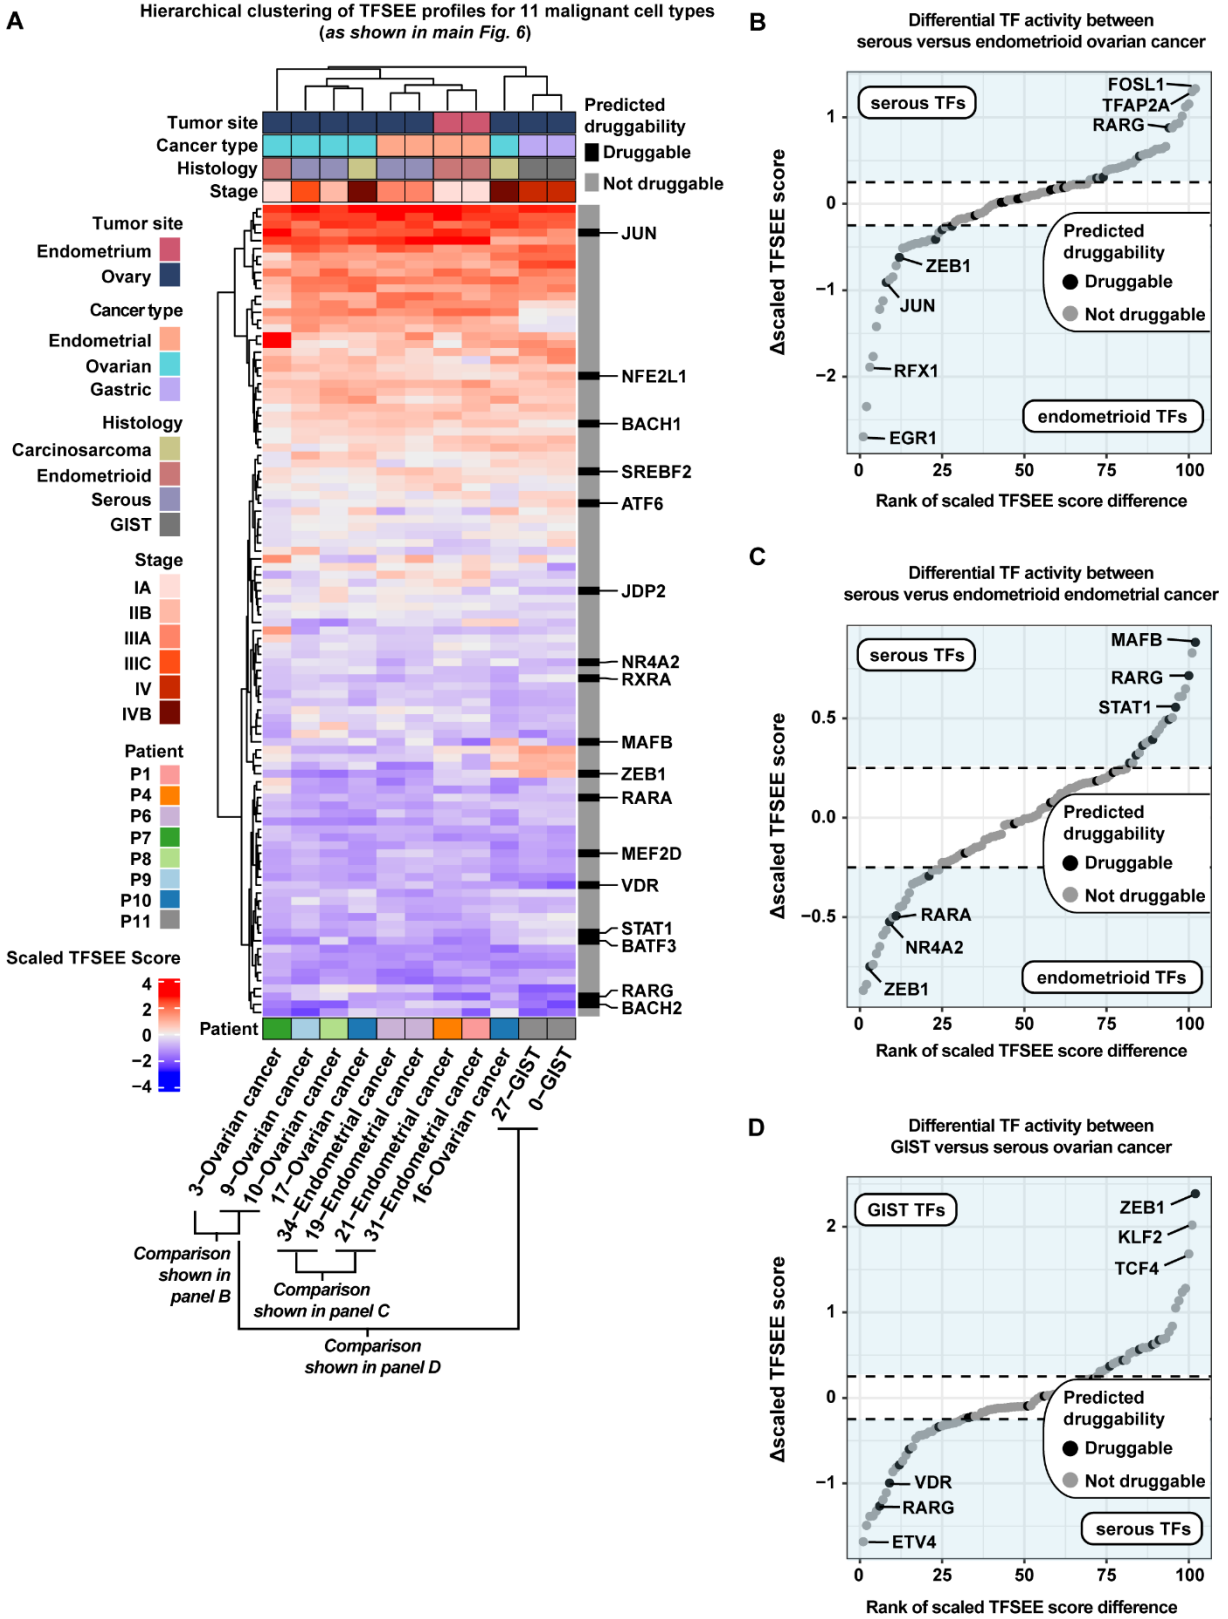 A
Hierarchical clustering of TFSEE profiles for 11 malignant cell types
(as shown in main Fig. 6)
Tumor site
Cancer type
Histology
Stage
Predicted
druggability
Druggable
Not druggable
Tumor site
Endometrium
Ovary
Cancer type
Endometrial
Ovarian
Gastric
Histology
Carcinosarcoma
Endometrioid
Serous
GIST
Stage
IA
IIB
IIIA
IIIC
IV
IVB
Patient
P1
P4
P6
P7
P8
P9
P10
P11
Scaled TFSEE Score
4
2
0
−2
−4
JUN
NFE2L1
BACH1
SREBF2
ATF6
JDP2
NR4A2
RXRA
MAFB
ZEB1
RARA
MEF2D
VDR
STAT1
BATF3
RARG
BACH2
Patient
3−Ovarian cancer
9−Ovarian cancer
10−Ovarian cancer
17−Ovarian cancer
34−Endometrial cancer
19−Endometrial cancer
21−Endometrial cancer
31−Endometrial cancer
16−Ovarian cancer
27−GIST
0−GIST
Comparison
shown in
panel B
Comparison
shown in panel C
Comparison
shown in panel D
B
Differential TF activity between
serous versus endometrioid ovarian cancer
serous TFs
FOSL1
TFAP2A
RARG
ZEB1
JUN
RFX1
EGR1
Predicted
druggability
Druggable
Not druggable
endometrioid TFs
Δscaled TFSEE score
1
0
−1
−2
0
25
50
75
100
Rank of scaled TFSEE score difference
C
Differential TF activity between
serous verus endometrioid endometrial cancer
serous TFs
MAFB
RARG
STAT1
Predicted
druggability
Druggable
Not druggable
RARA
NR4A2
ZEB1
endometrioid TFs
Δscaled TFSEE score
0.5
0.0
−0.5
0
25
50
75
100
Rank of scaled TFSEE score difference
D
Differential TF activity between
GIST versus serous ovarian cancer
GIST TFs
ZEB1
KLF2
TCF4
Predicted
druggability
Druggable
Not druggable
VDR
RARG
ETV4
serous TFs
Δscaled TFSEE score
2
1
0
−1
0
25
50
75
100
Rank of scaled TFSEE score difference